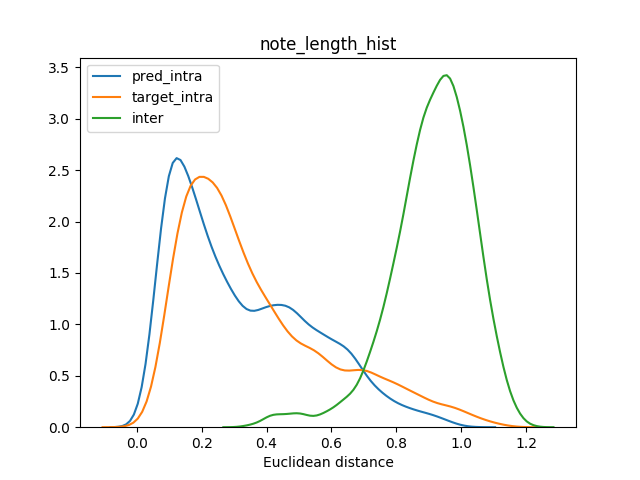 note_length_hist
3.5
3.0
2.5
2.0
1.5
1.0
0.5
0.0
pred_intra
target_intra
inter
0.0 0.2 0.4 0.6 0.8 1.0 1.2
Euclidean distance